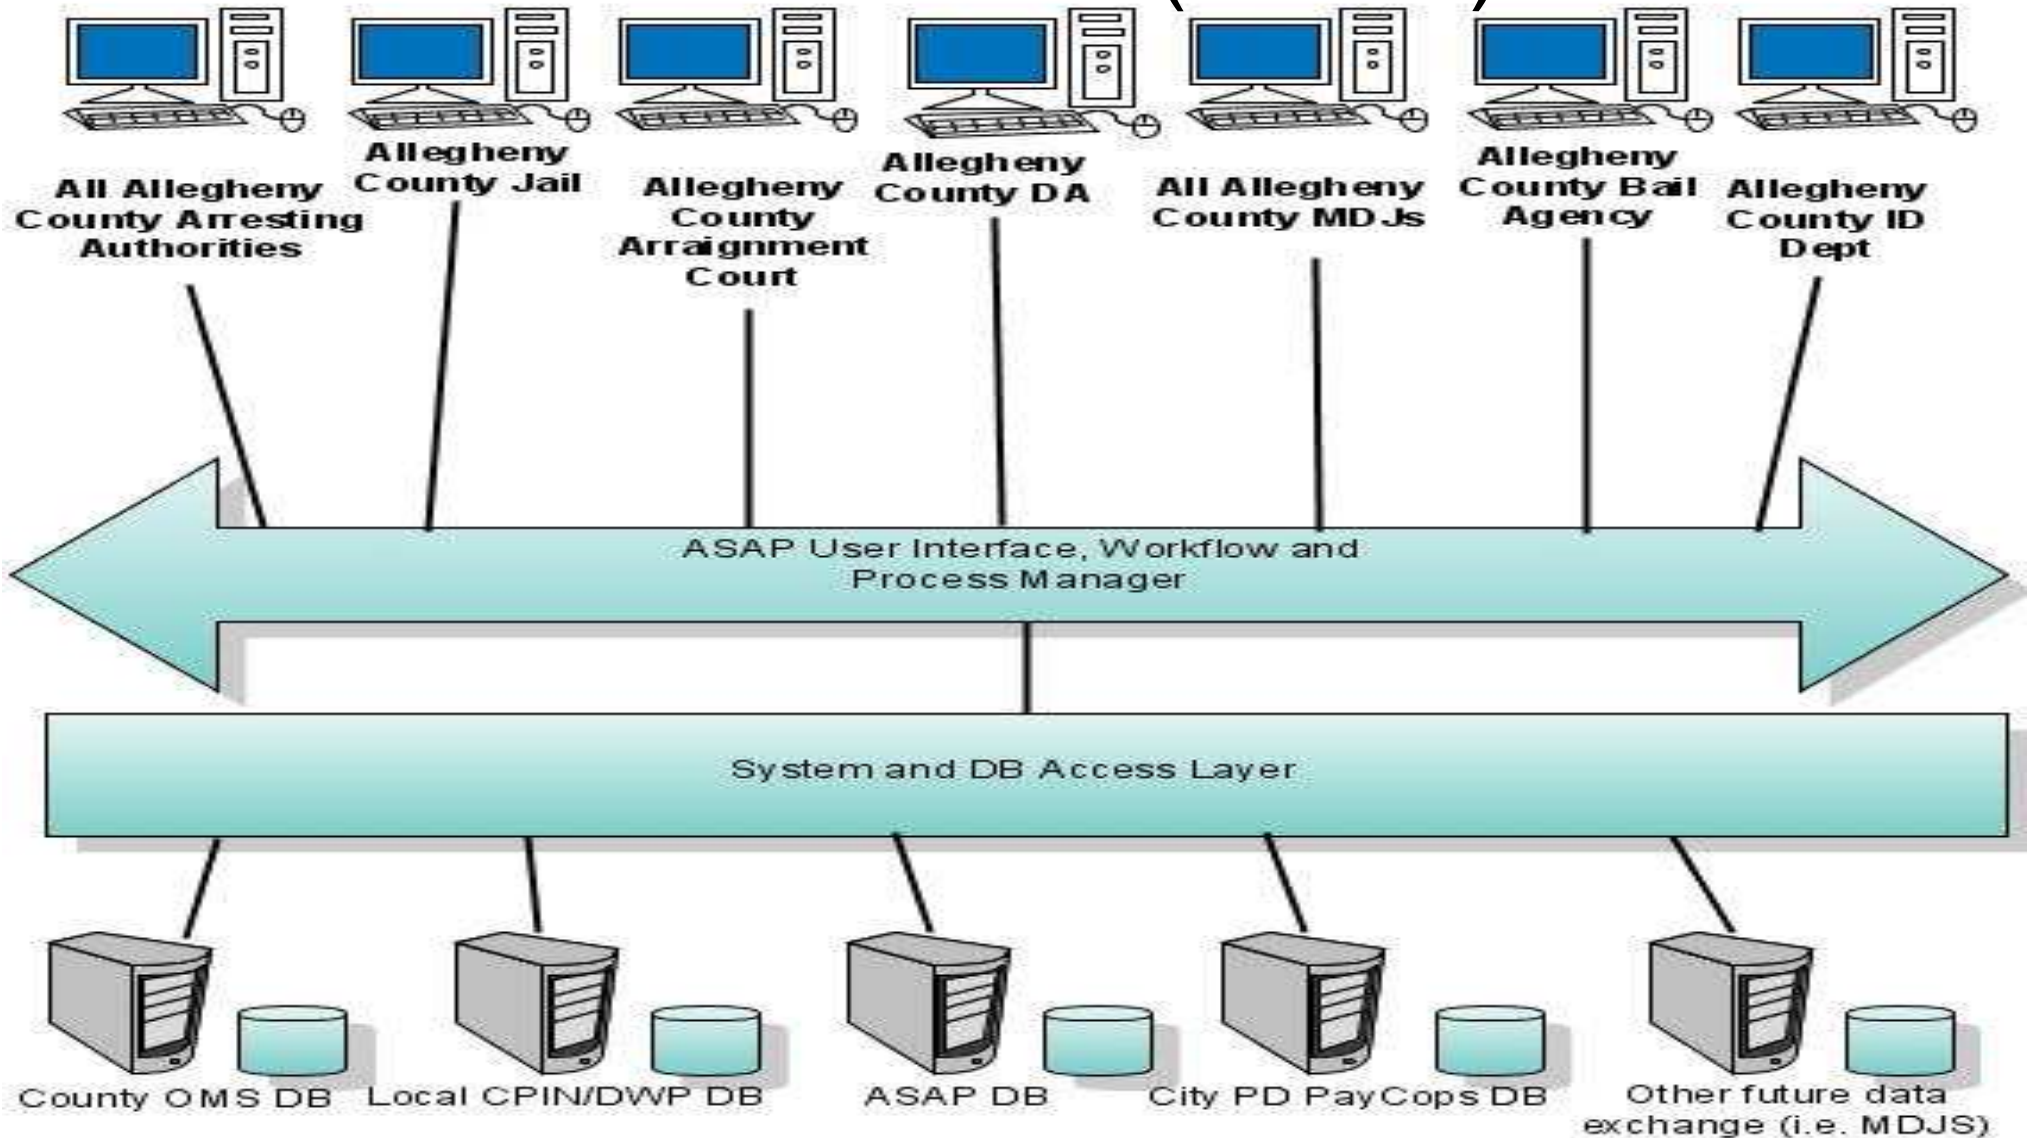 All Allegheny
County Arresting
Authorities
Allegheny
County Jail
Allegheny
County
Arraignment
Court
Allegheny
County DA
All Allegheny
County MDJs
Allegheny
County Bail
Agency
Allegheny
County ID
Dept
ASAP User Interface, Workflow and
Process Manager
System and DB Access Layer
County OMS DB
Local CPIN/DWP DB
ASAP DB
City PD PayCops DB
Other future data
exchange (i.e. MDJS)